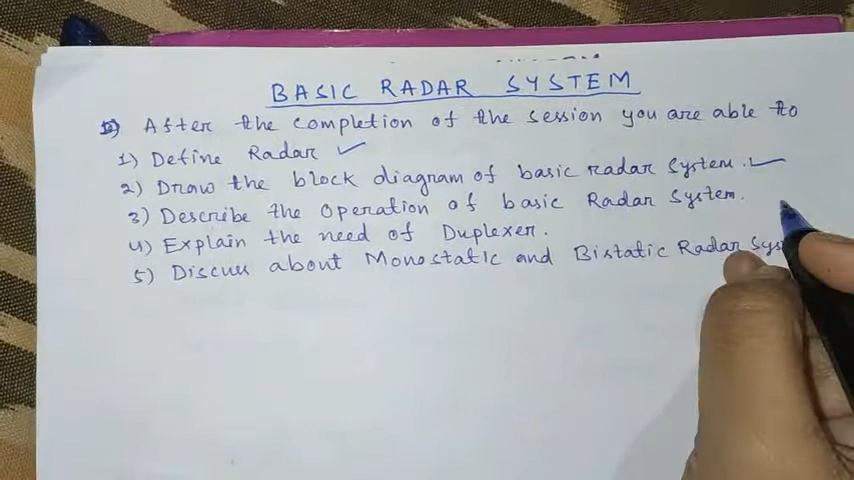 BASIC RADAR SYSTEM
After the completion of the session you are able to
1) Define Radar ✓
2) Draw the block diagram of basic radar System.
3) Describe the operation of basic Radar System.
4) Explain the need of Duplexer.
5) Discuss about Monostatic and Bistatic Radar Sys